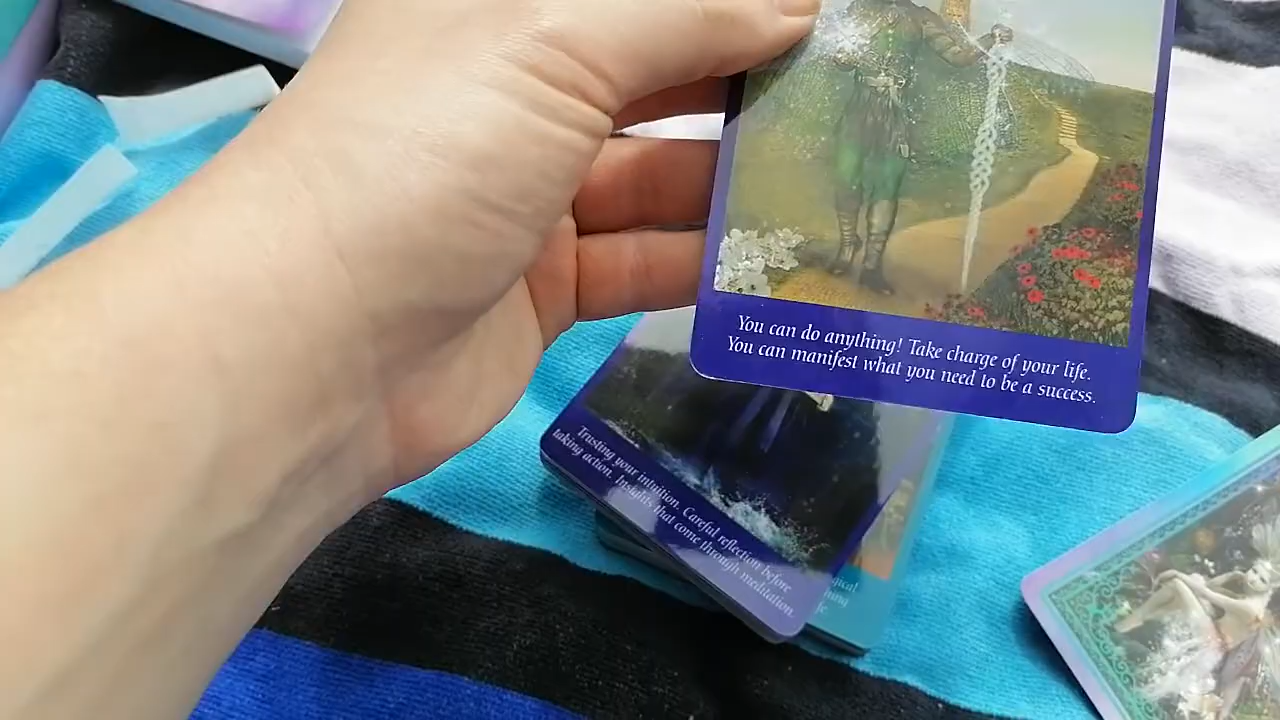 You can do anything! Take charge of your life.
You can manifest what you need to be a success.
Trusting your intuition. Careful reflection before
taking action. Insights that come through meditation.